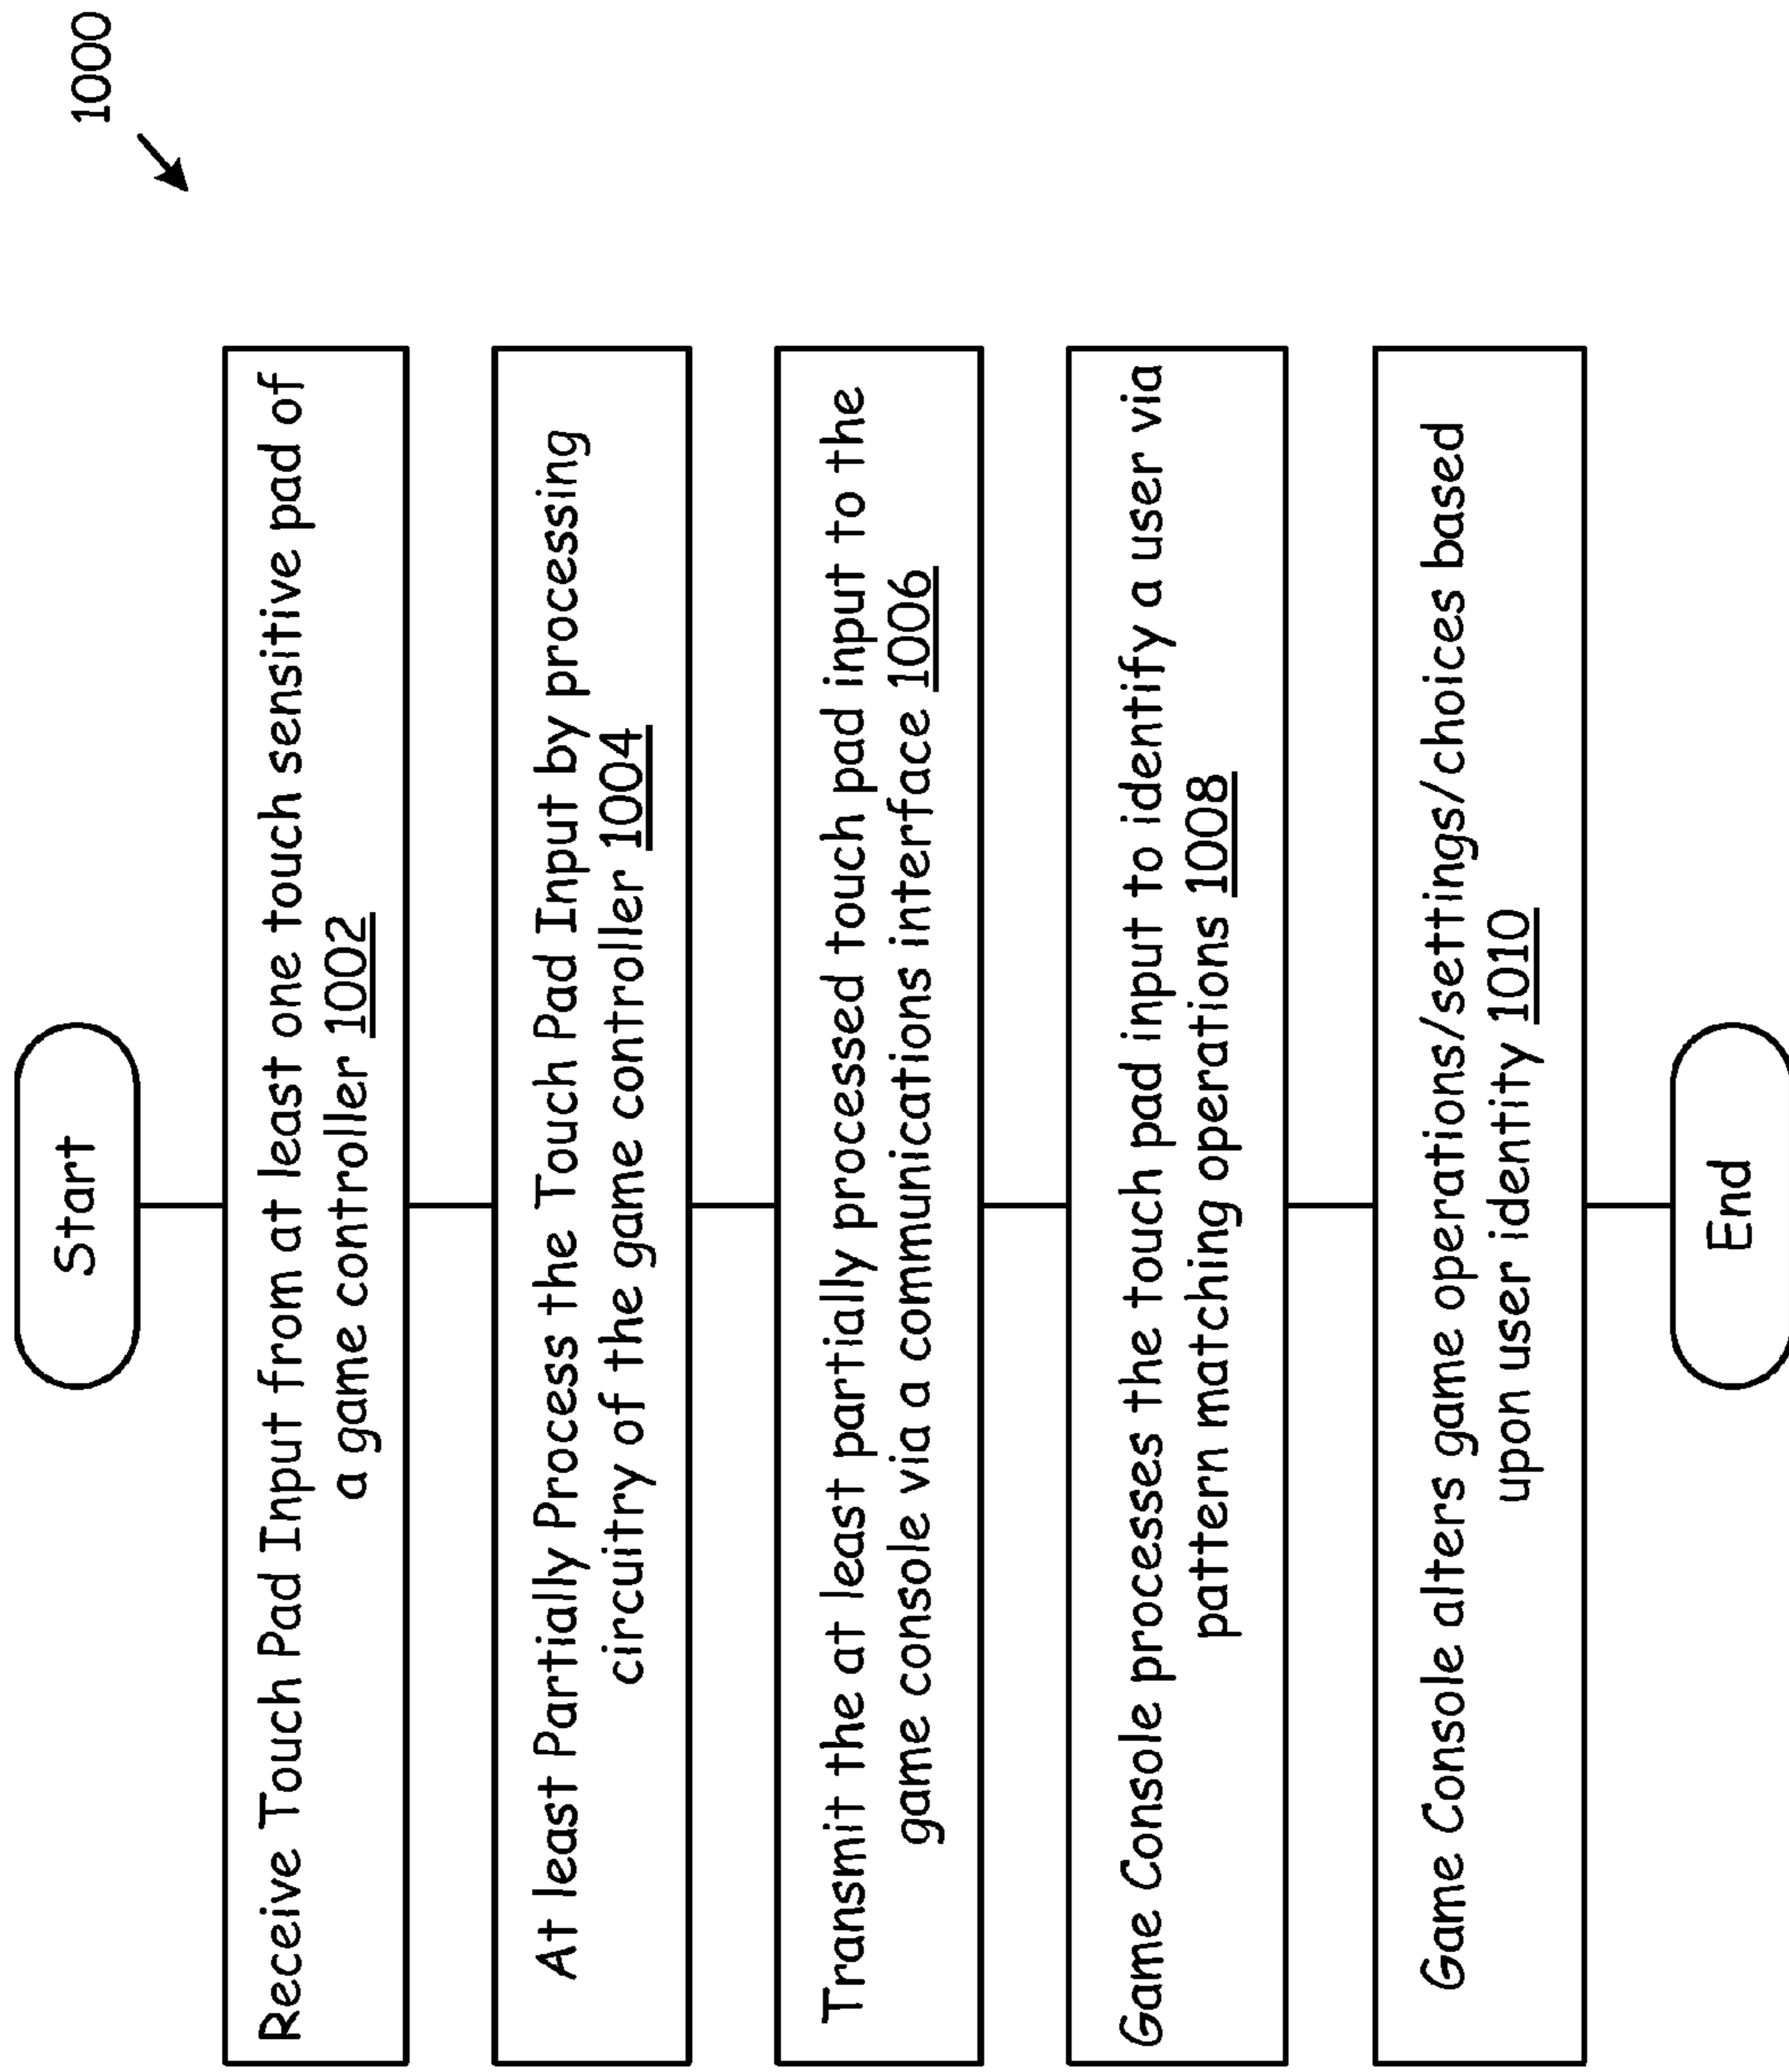 1000
Start
Receive Touch Pad Input from at least one touch sensitive pad of
a game controller 1002
At least Partially Process the Touch Pad Input by processing
circuitry of the game controller 1004
Transmit the at least partially processed touch pad input to the
game console via a communications interface 1006
Game Console processes the touch pad input to identify a user via
pattern matching operations 1008
Game Console alters game operations/settings/choices based
upon user identity 1010
End